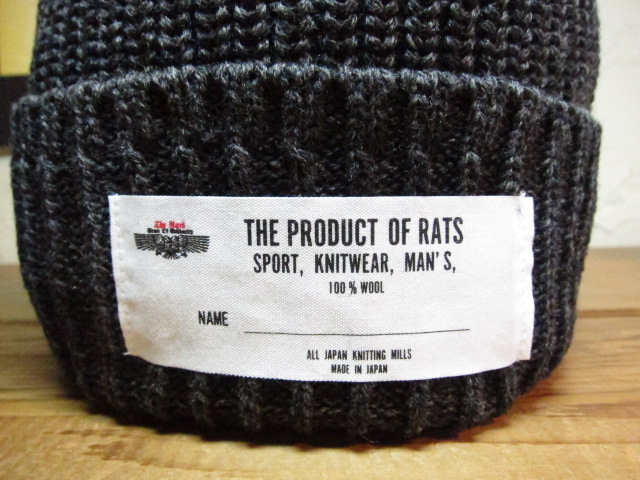 THE PRODUCT OF RATS
SPORT, KNITWEAR, MAN'S,
100 % WOOL
NAME
ALL JAPAN KNITTING MILLS
MADE IN JAPAN